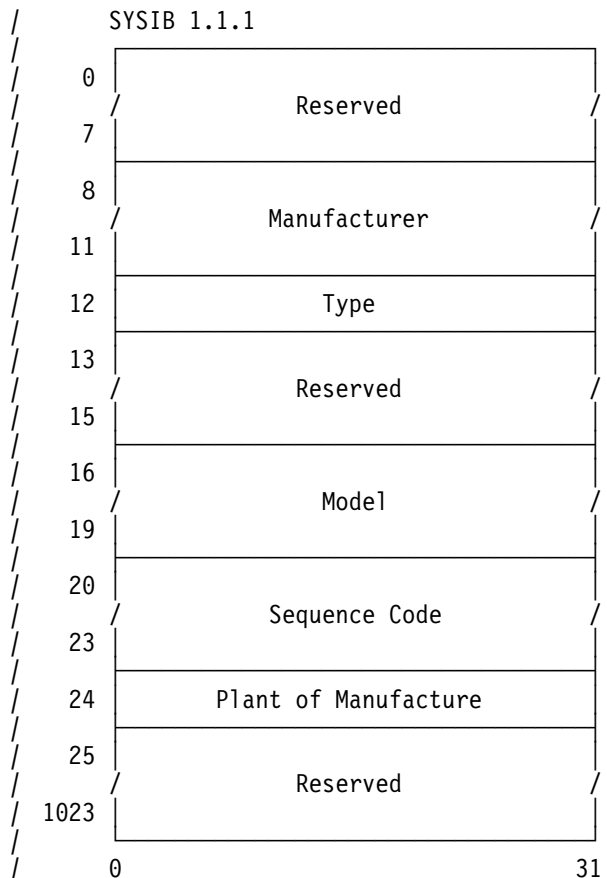 SYSIB 1.1.1
0
/ Reserved /
7
8
/ Manufacturer /
11
12 Type
13
/ Reserved /
15
16
/ Model /
19
20
/ Sequence Code /
23
24 Plant of Manufacture
25
/ Reserved /
1023
0 31